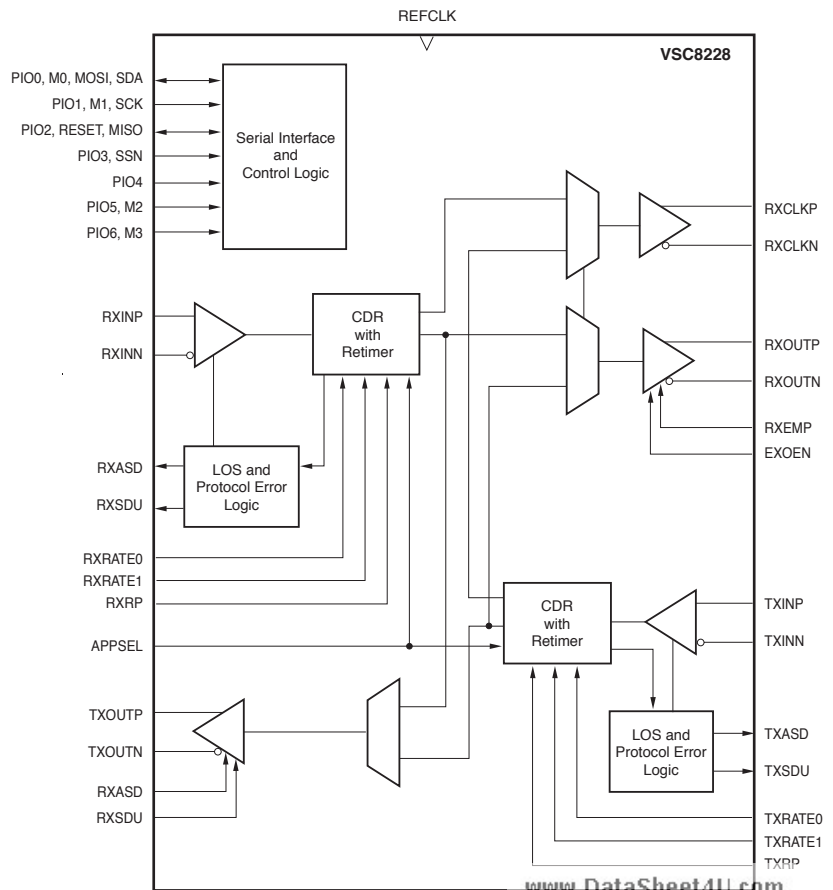 REFCLK
VSC8228
PIO0, M0, MOSI, SDA
PIO1, M1, SCK
PIO2, RESET, MISO
PIO3, SSN
PIO4
PIO5, M2
PIO6, M3
Serial Interface
and
Control Logic
RXCLKP
RXCLKN
RXINP
RXINN
CDR
with
Retimer
RXOUTP
RXOUTN
RXEMP
EXOEN
RXASD
RXSDU
LOS and
Protocol Error
Logic
RXRATE0
RXRATE1
RXRP
APPSEL
CDR
with
Retimer
TXINP
TXINN
TXOUTP
TXOUTN
RXASD
RXSDU
LOS and
Protocol Error
Logic
TXASD
TXSDU
TXRATE0
TXRATE1
TXRP
www.DataSheet4U.com